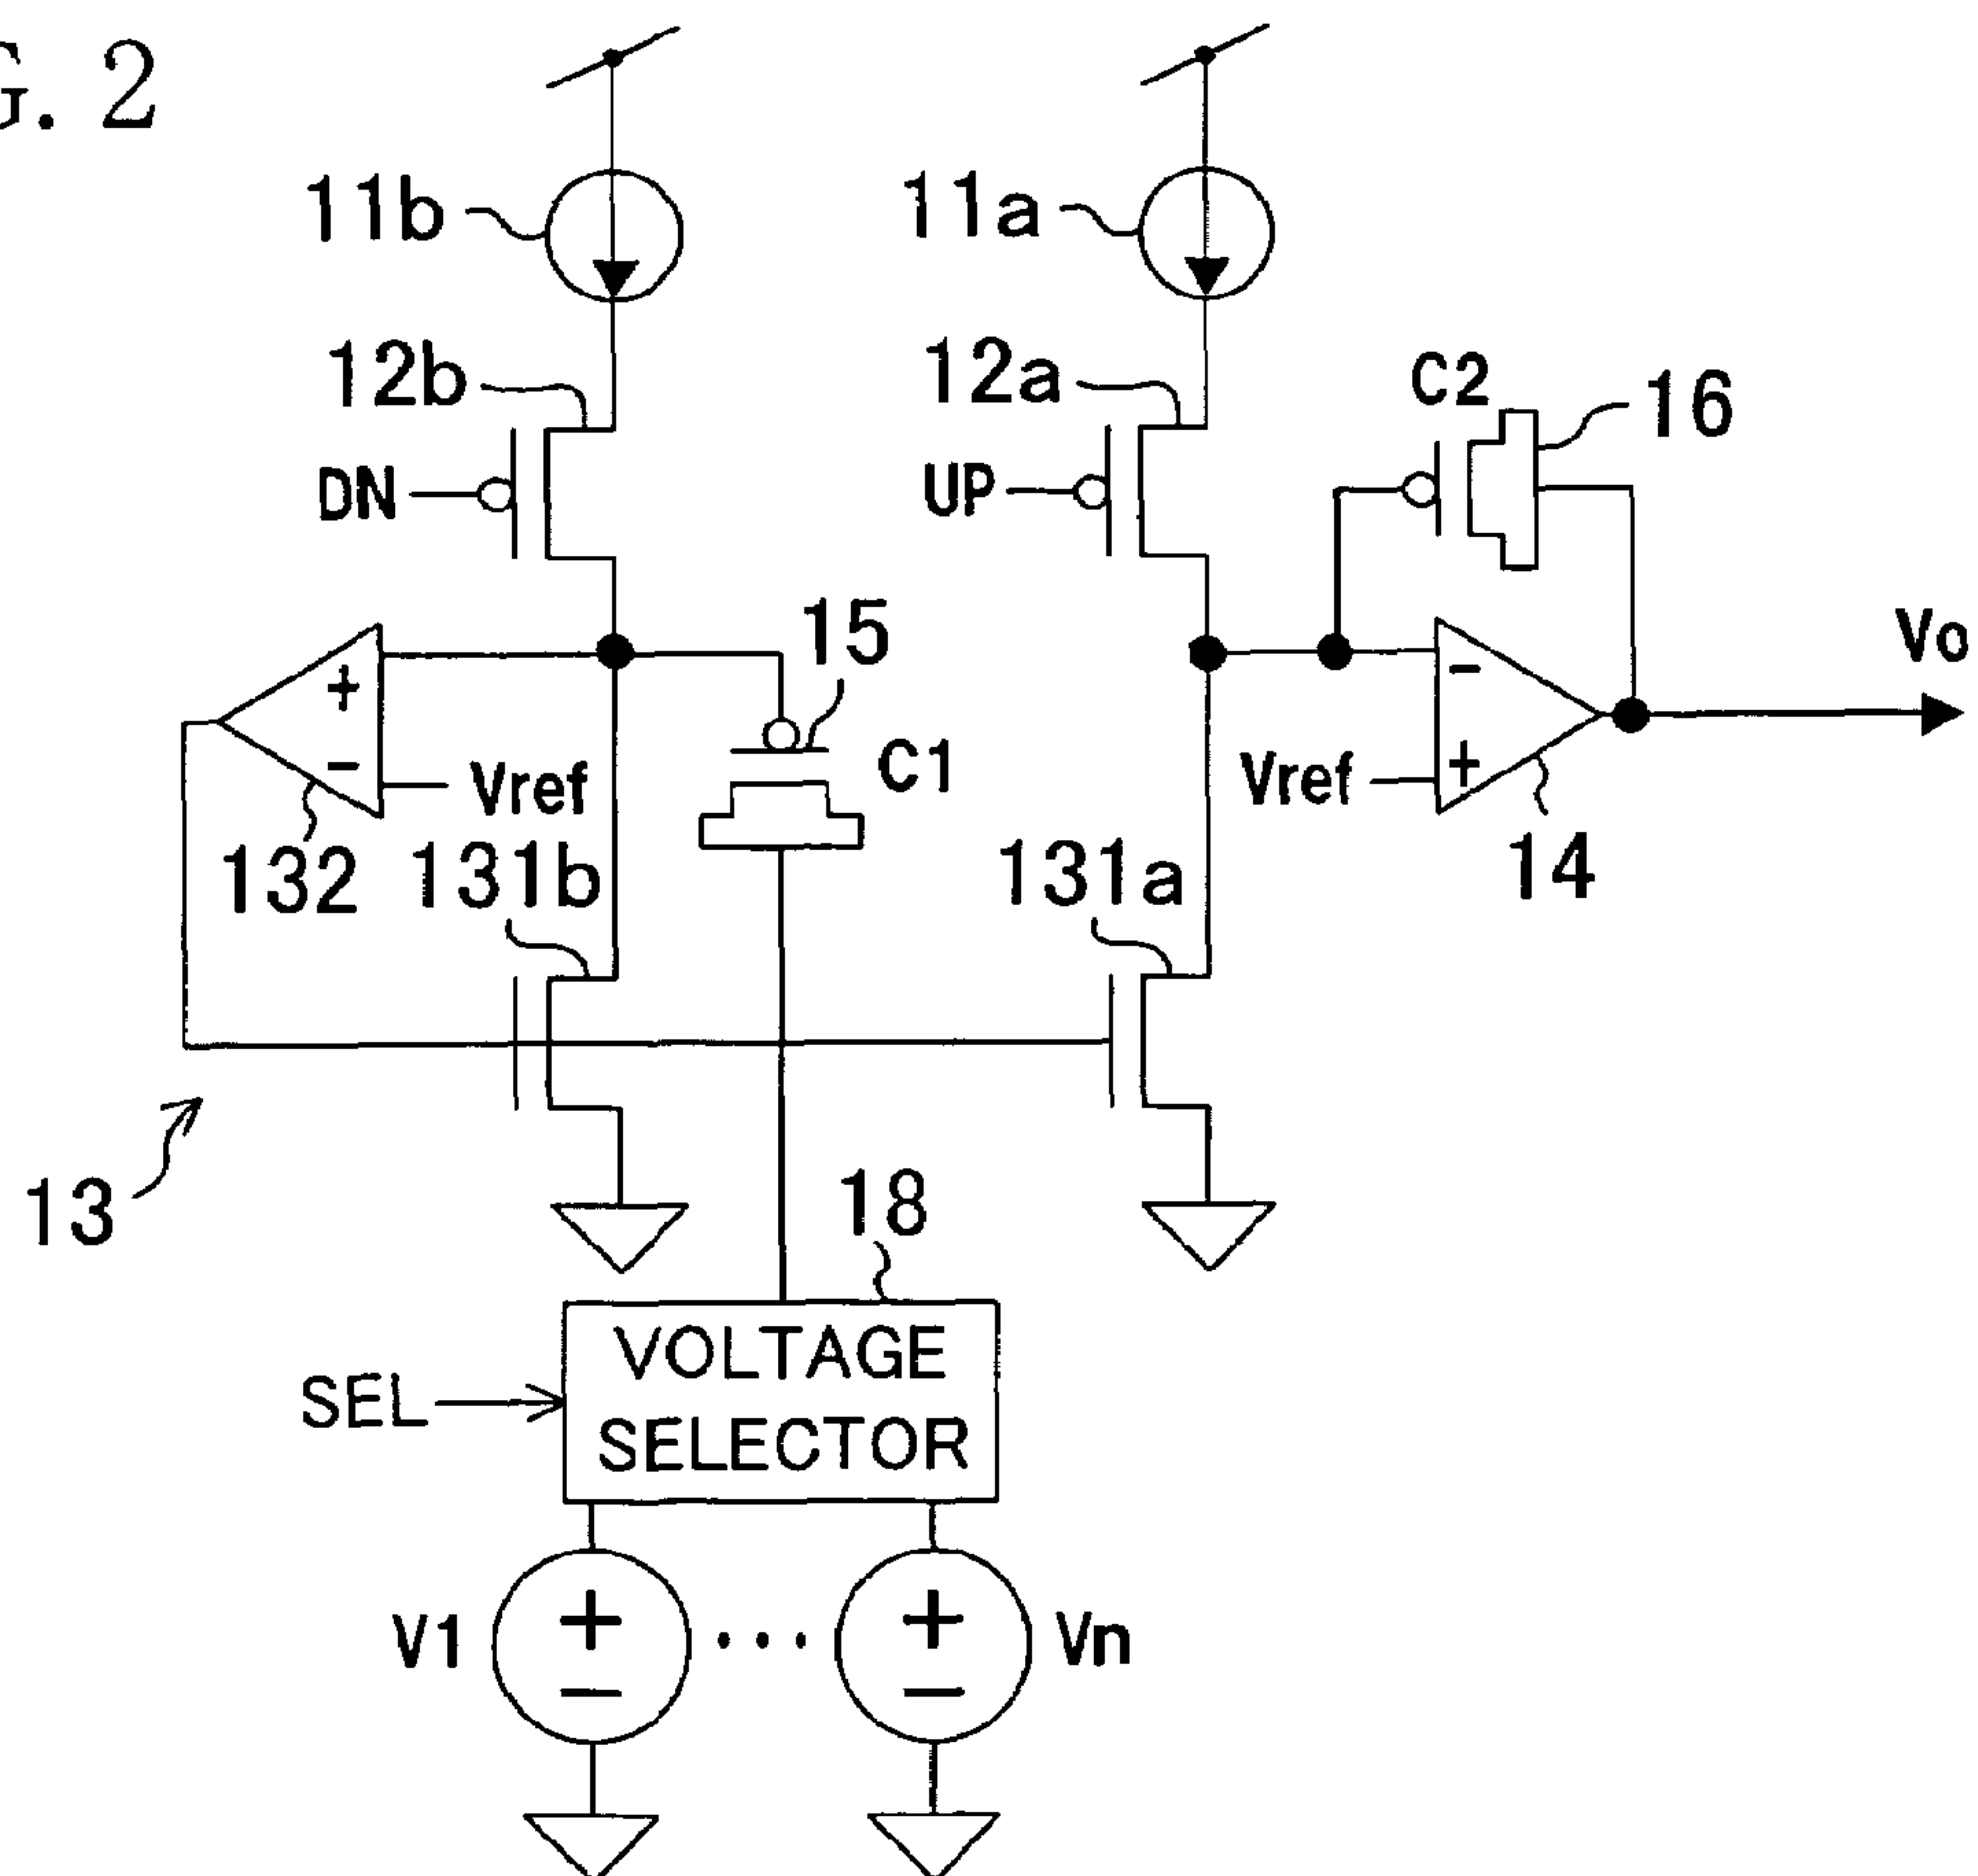 G. 2
11b
11a
12b
12a
C2
16
DN
UP
15
Vo
+
-
C1
-
Vref
Vref
+
132
131b
131a
14
13
18
VOLTAGE
SELECTOR
SEL
V1
+
-
...
+
-
Vn